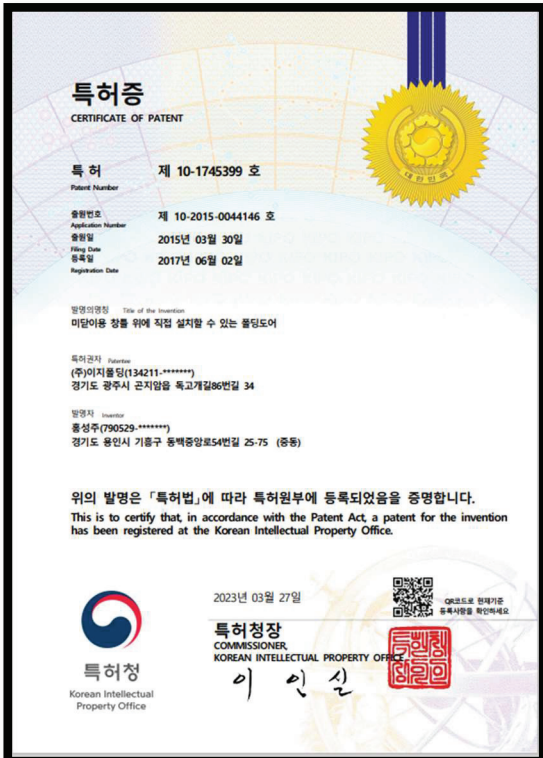 특허증
CERTIFICATE OF PATENT
특 허 제 10-1745399 호
Patent Number
출원번호 제 10-2015-0044146 호
Application Number
출원일 2015년 03월 30일
Filing Date
등록일 2017년 06월 02일
Registration Date
발명의명칭 Title of the Invention
미닫이용 창틀 위에 직접 설치할 수 있는 폴딩도어
특허권자 Patentee
(주)이지폴딩(134211-*******)
경기도 광주시 곤지암읍 독고개길86번길 34
발명자 Inventor
홍성주(790529-*******)
경기도 용인시 기흥구 동백중앙로54번길 25-75 (중동)
위의 발명은 「특허법」에 따라 특허원부에 등록되었음을 증명합니다.
This is to certify that, in accordance with the Patent Act, a patent for the invention
has been registered at the Korean Intellectual Property Office.
2023년 03월 27일
QR코드로 현재기준
등록사항을 확인하세요
특허청장
COMMISSIONER,
KOREAN INTELLECTUAL PROPERTY OFFICE
이 인 실
특허청
Korean Intellectual
Property Office
대한민국